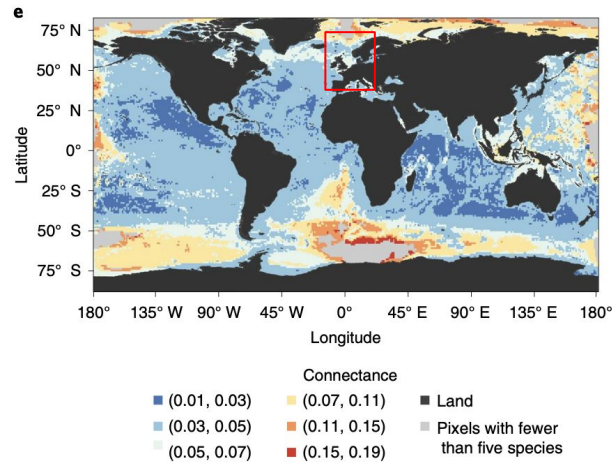 e
75° N
50° N
25° N
0°
25° S
50° S
75° S
Latitude
180° 135° W 90° W 45° W 0° 45° E 90° E 135° E 180°
Longitude
Connectance
(0.01, 0.03) (0.07, 0.11) Land
(0.03, 0.05) (0.11, 0.15) Pixels with fewer
(0.05, 0.07) (0.15, 0.19) than five species